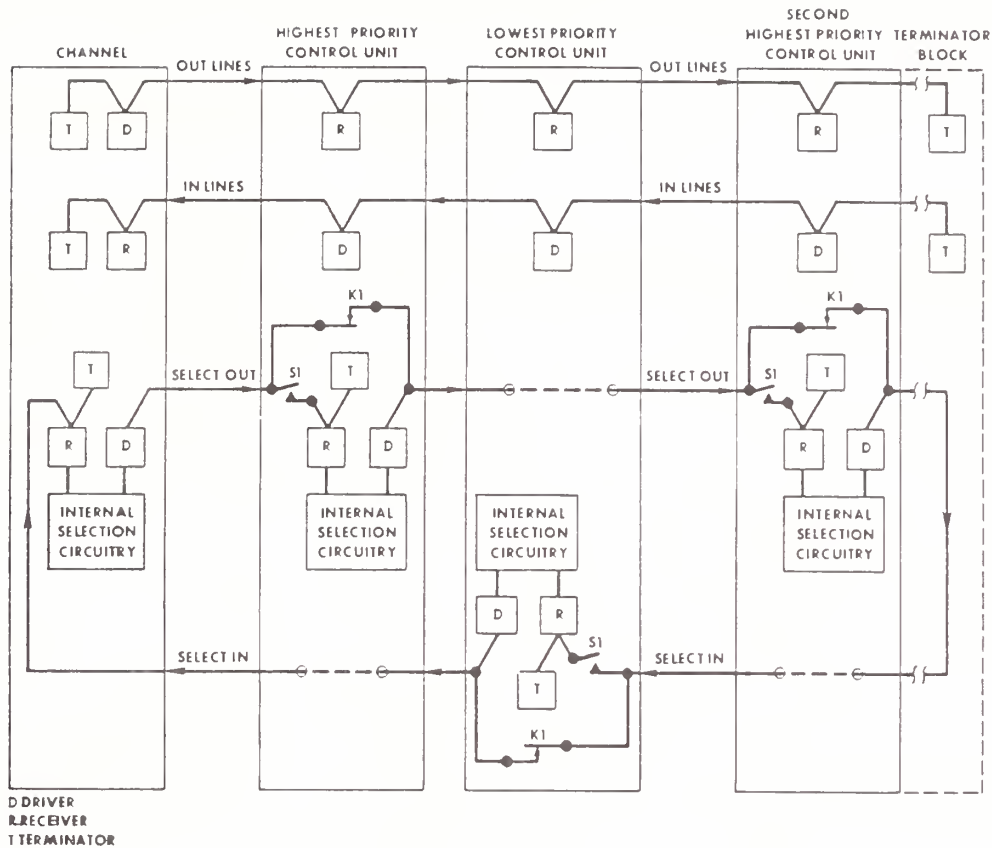 CHANNEL
HIGHEST PRIORITY
CONTROL UNIT
LOWEST PRIORITY
CONTROL UNIT
SECOND
HIGHEST PRIORITY
CONTROL UNIT
TERMINATOR
BLOCK
OUT LINES
OUT LINES
T
D
R
R
R
T
IN LINES
IN LINES
T
R
D
D
D
T
K1
K1
T
SELECT OUT
S1
T
SELECT OUT
S1
T
R
D
R
D
R
D
INTERNAL
SELECTION
CIRCUITRY
INTERNAL
SELECTION
CIRCUITRY
INTERNAL
SELECTION
CIRCUITRY
INTERNAL
SELECTION
CIRCUITRY
D
R
S1
SELECT IN
SELECT IN
T
K1
D DRIVER
R RECEIVER
T TERMINATOR